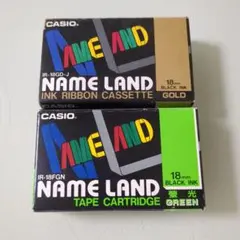 CASIO
NAME LAND
IR-18GD-J
NAME LAND
INK RIBBON CASSETTE
18mm
BLACK INK
GOLD
CASIO
NAME LAND
IR-18FGN
NAME LAND
TAPE CARTRIDGE
18mm
BLACK INK
蛍光
GREEN